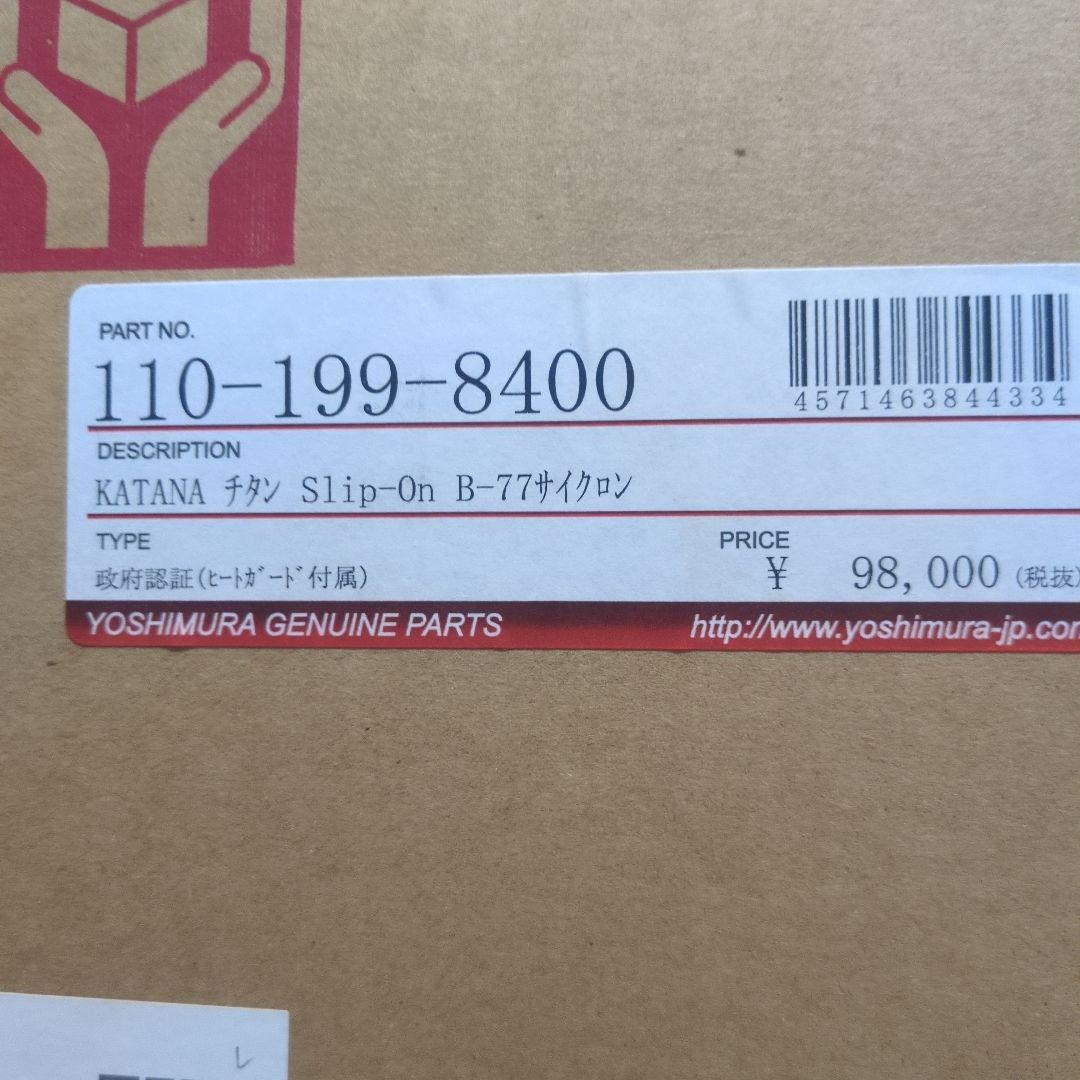 PART NO.
110-199-8400
4571463844334
DESCRIPTION
KATANA ﾁﾀﾝ Slip-On B-77ｻｲｸﾛﾝ
TYPE
政府認証(ﾋｰﾄｶﾞｰﾄﾞ付属)
PRICE
¥ 98,000 (税抜)
YOSHIMURA GENUINE PARTS
http://www.yoshimura-jp.com
レ